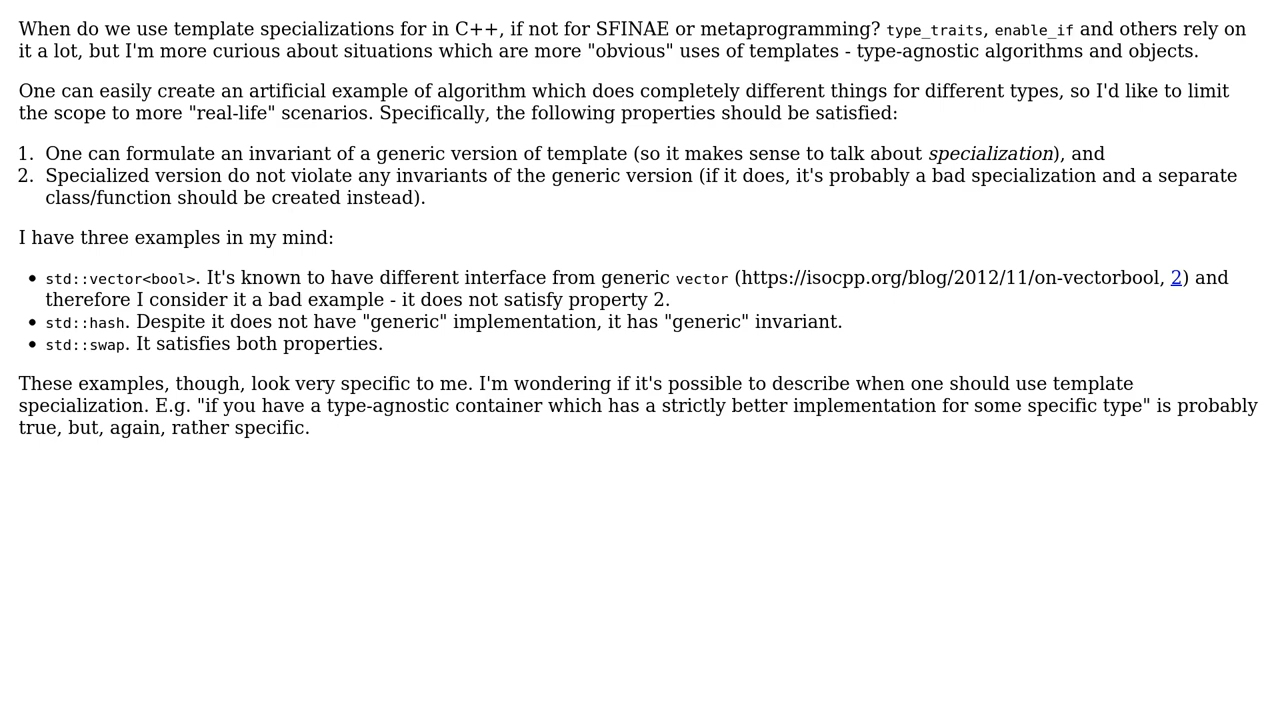 When do we use template specializations for in C++, if not for SFINAE or metaprogramming? type_traits, enable_if and others rely on
it a lot, but I'm more curious about situations which are more "obvious" uses of templates - type-agnostic algorithms and objects.
One can easily create an artificial example of algorithm which does completely different things for different types, so I'd like to limit
the scope to more "real-life" scenarios. Specifically, the following properties should be satisfied:
1. One can formulate an invariant of a generic version of template (so it makes sense to talk about specialization), and
2. Specialized version do not violate any invariants of the generic version (if it does, it's probably a bad specialization and a separate
class/function should be created instead).
I have three examples in my mind:
• std::vector<bool>. It's known to have different interface from generic vector (https://isocpp.org/blog/2012/11/on-vectorbool, 2) and
therefore I consider it a bad example - it does not satisfy property 2.
• std::hash. Despite it does not have "generic" implementation, it has "generic" invariant.
• std::swap. It satisfies both properties.
These examples, though, look very specific to me. I'm wondering if it's possible to describe when one should use template
specialization. E.g. "if you have a type-agnostic container which has a strictly better implementation for some specific type" is probably
true, but, again, rather specific.